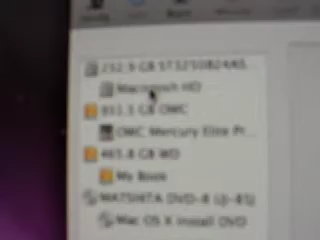 232.9 GB ST3250824AS
Macintosh HD
931.5 GB OWC
OWC Mercury Elite Pr...
465.8 GB WD
My Book
MATSHITA DVD-R UJ-85J
Mac OS X Install DVD